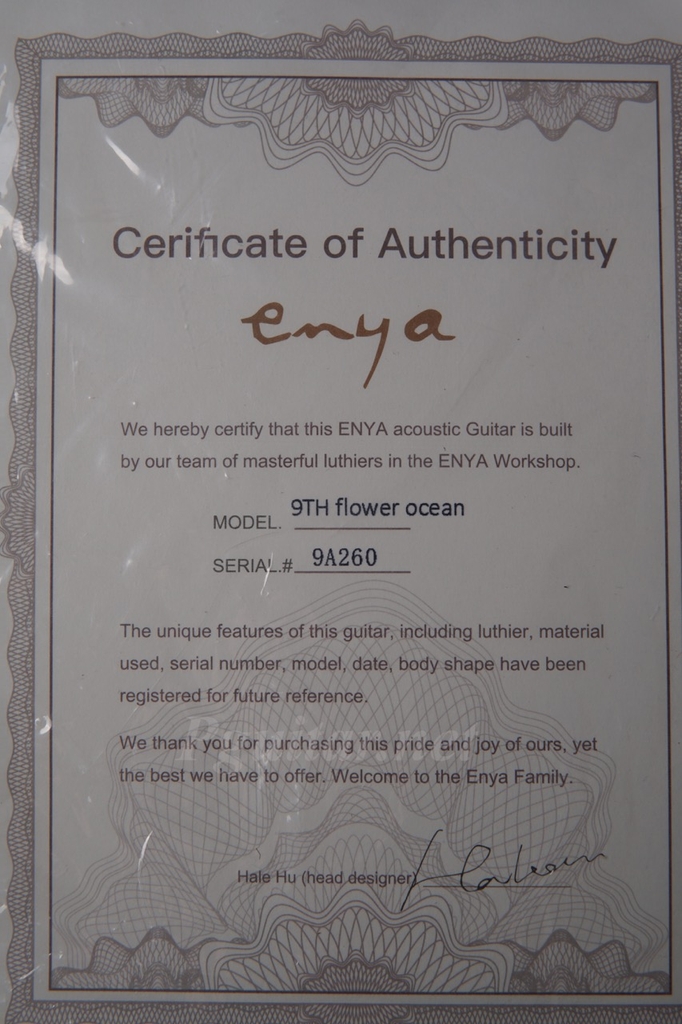 Cerificate of Authenticity
enya
We hereby certify that this ENYA acoustic Guitar is built
by our team of masterful luthiers in the ENYA Workshop.
MODEL. 9TH flower ocean
SERIAL.# 9A260
The unique features of this guitar, including luthier, material
used, serial number, model, date, body shape have been
registered for future reference.
We thank you for purchasing this pride and joy of ours, yet
the best we have to offer. Welcome to the Enya Family.
Hale Hu (head designer)